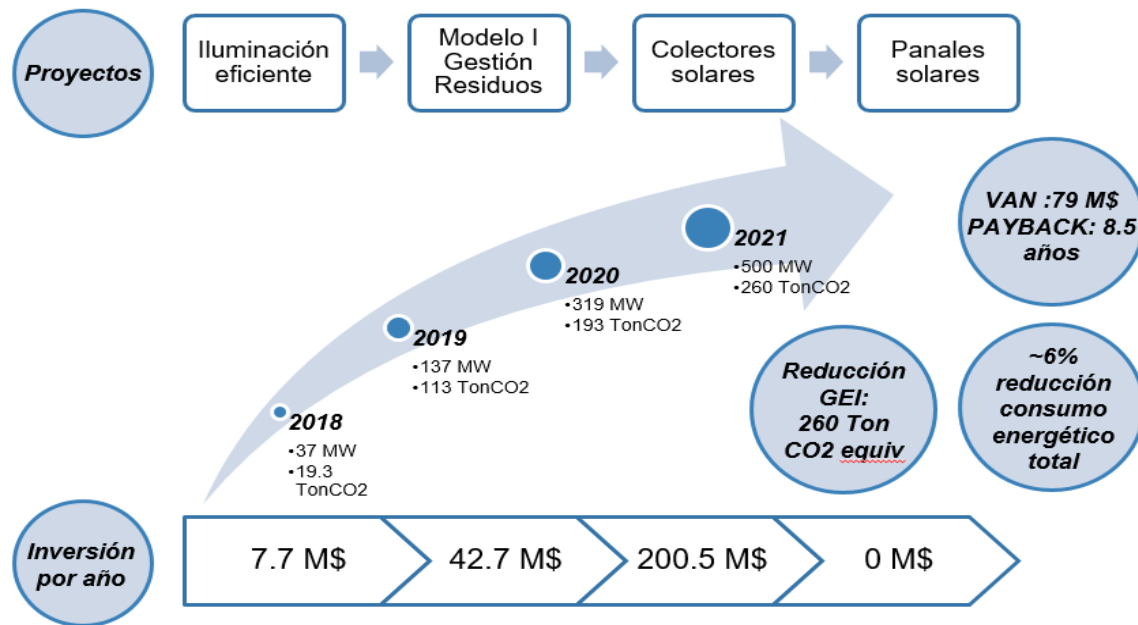 Proyectos
Iluminación
eficiente
Modelo I
Gestión
Residuos
Colectores
solares
Panales
solares
VAN :79 M$
PAYBACK: 8.5
años
2021
•500 MW
•260 TonCO2
2020
•319 MW
•193 TonCO2
2019
•137 MW
•113 TonCO2
2018
•37 MW
•19.3
TonCO2
Reducción
GEI:
260 Ton
CO2 equiv
~6%
reducción
consumo
energético
total
Inversión
por año
7.7 M$
42.7 M$
200.5 M$
0 M$